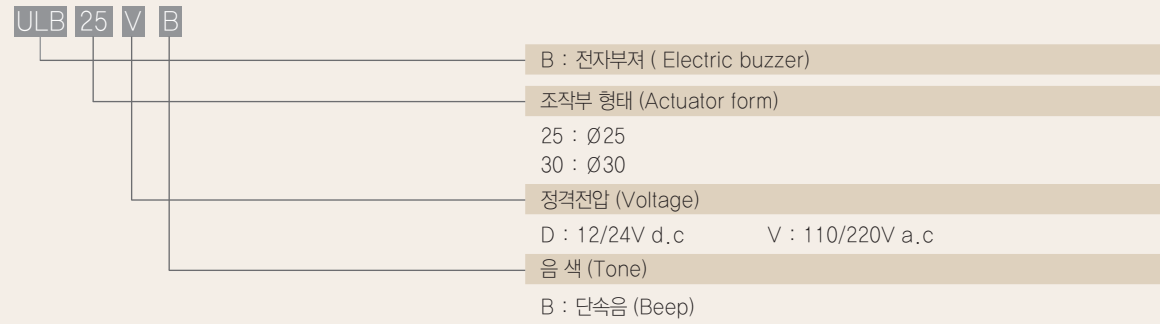 ULB 25 V B
B : 전자부져 ( Electric buzzer)
조작부 형태 (Actuator form)
25 : Ø25
30 : Ø30
정격전압 (Voltage)
D : 12/24V d.c V : 110/220V a.c
음 색 (Tone)
B : 단속음 (Beep)